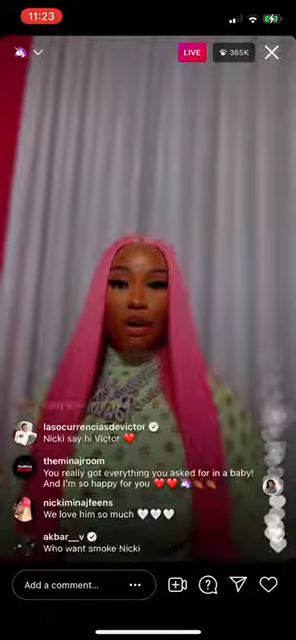 11:23
LIVE
365K
lasocurrenciasdevictor
Nicki say hi Victor ❤️
theminajroom
You really got everything you asked for in a baby!
And I'm so happy for you ❤️❤️🦄👏🏽👏🏽
nickiminajfeens
We love him so much 🤍🤍🤍
akbar__v
Who want smoke Nicki
Add a comment...